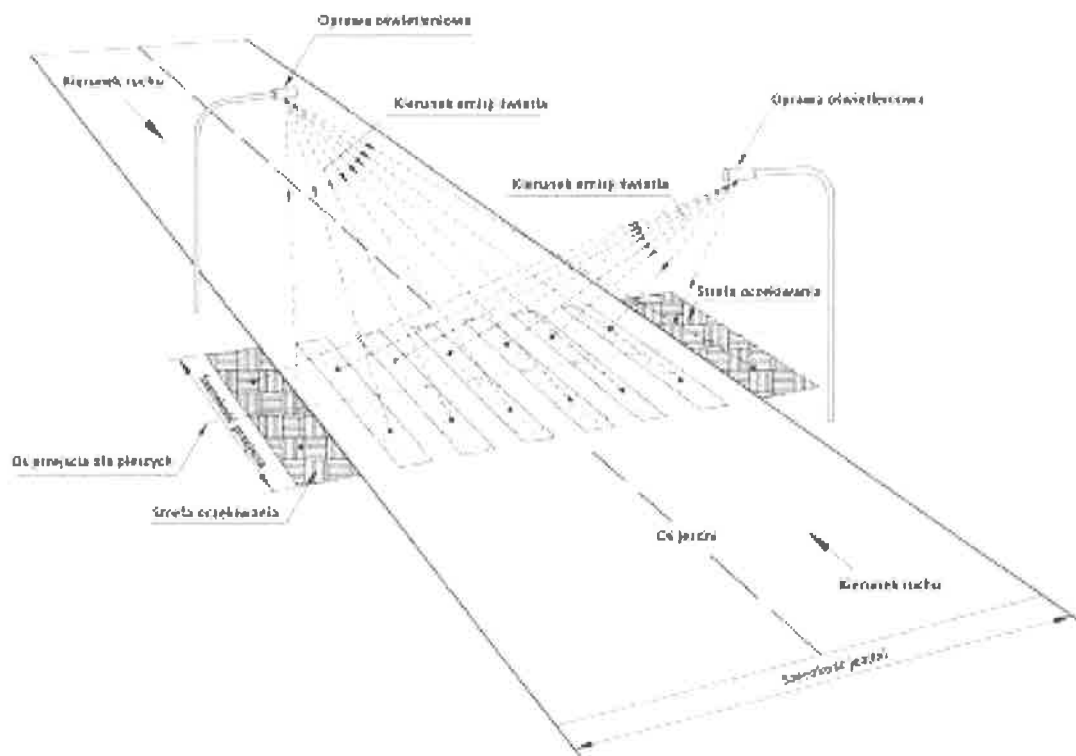 Oprawa oświetleniowa
Kierunek ruchu
Kierunek emisji światła
Oprawa oświetleniowa
Kierunek emisji światła
Strefa oczekiwania
Szerokość przejścia
Oś przejścia dla pieszych
Strefa oczekiwania
Oś jezdni
Kierunek ruchu
Szerokość jezdni